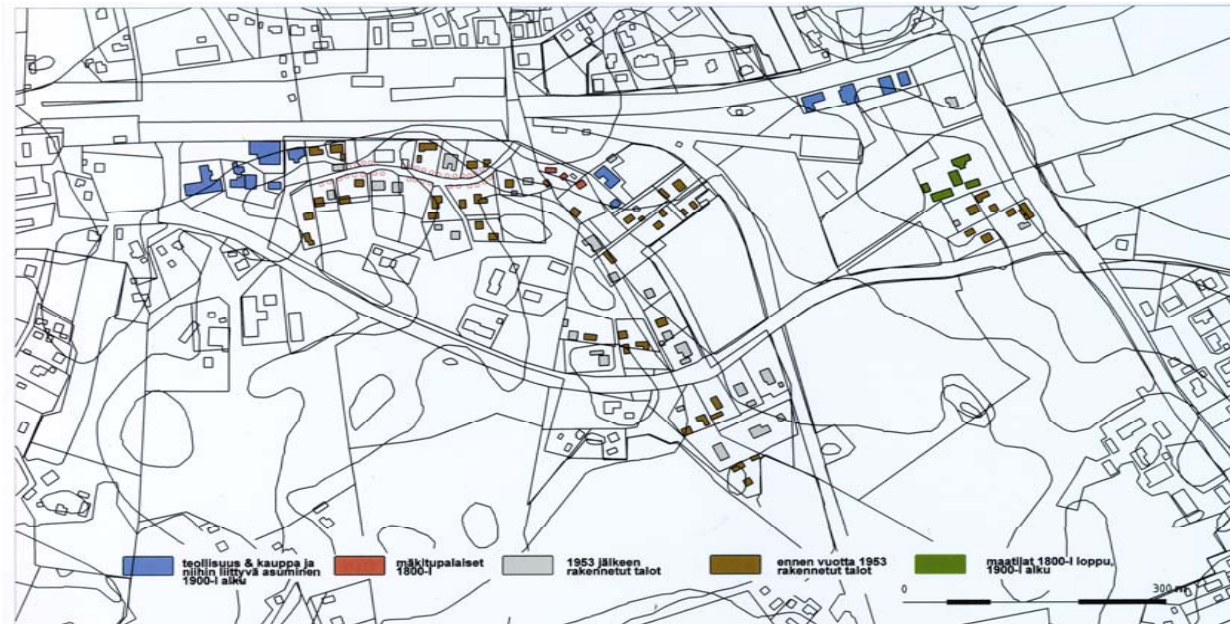 teollisuus & kauppa ja
niihin liittyvä asuminen
1900-l alku
mäkitupalaiset
1800-l
1953 jälkeen
rakennetut talot
ennen vuotta 1953
rakennetut talot
maatilat 1800-l loppu,
1900-l alku
0
300 m